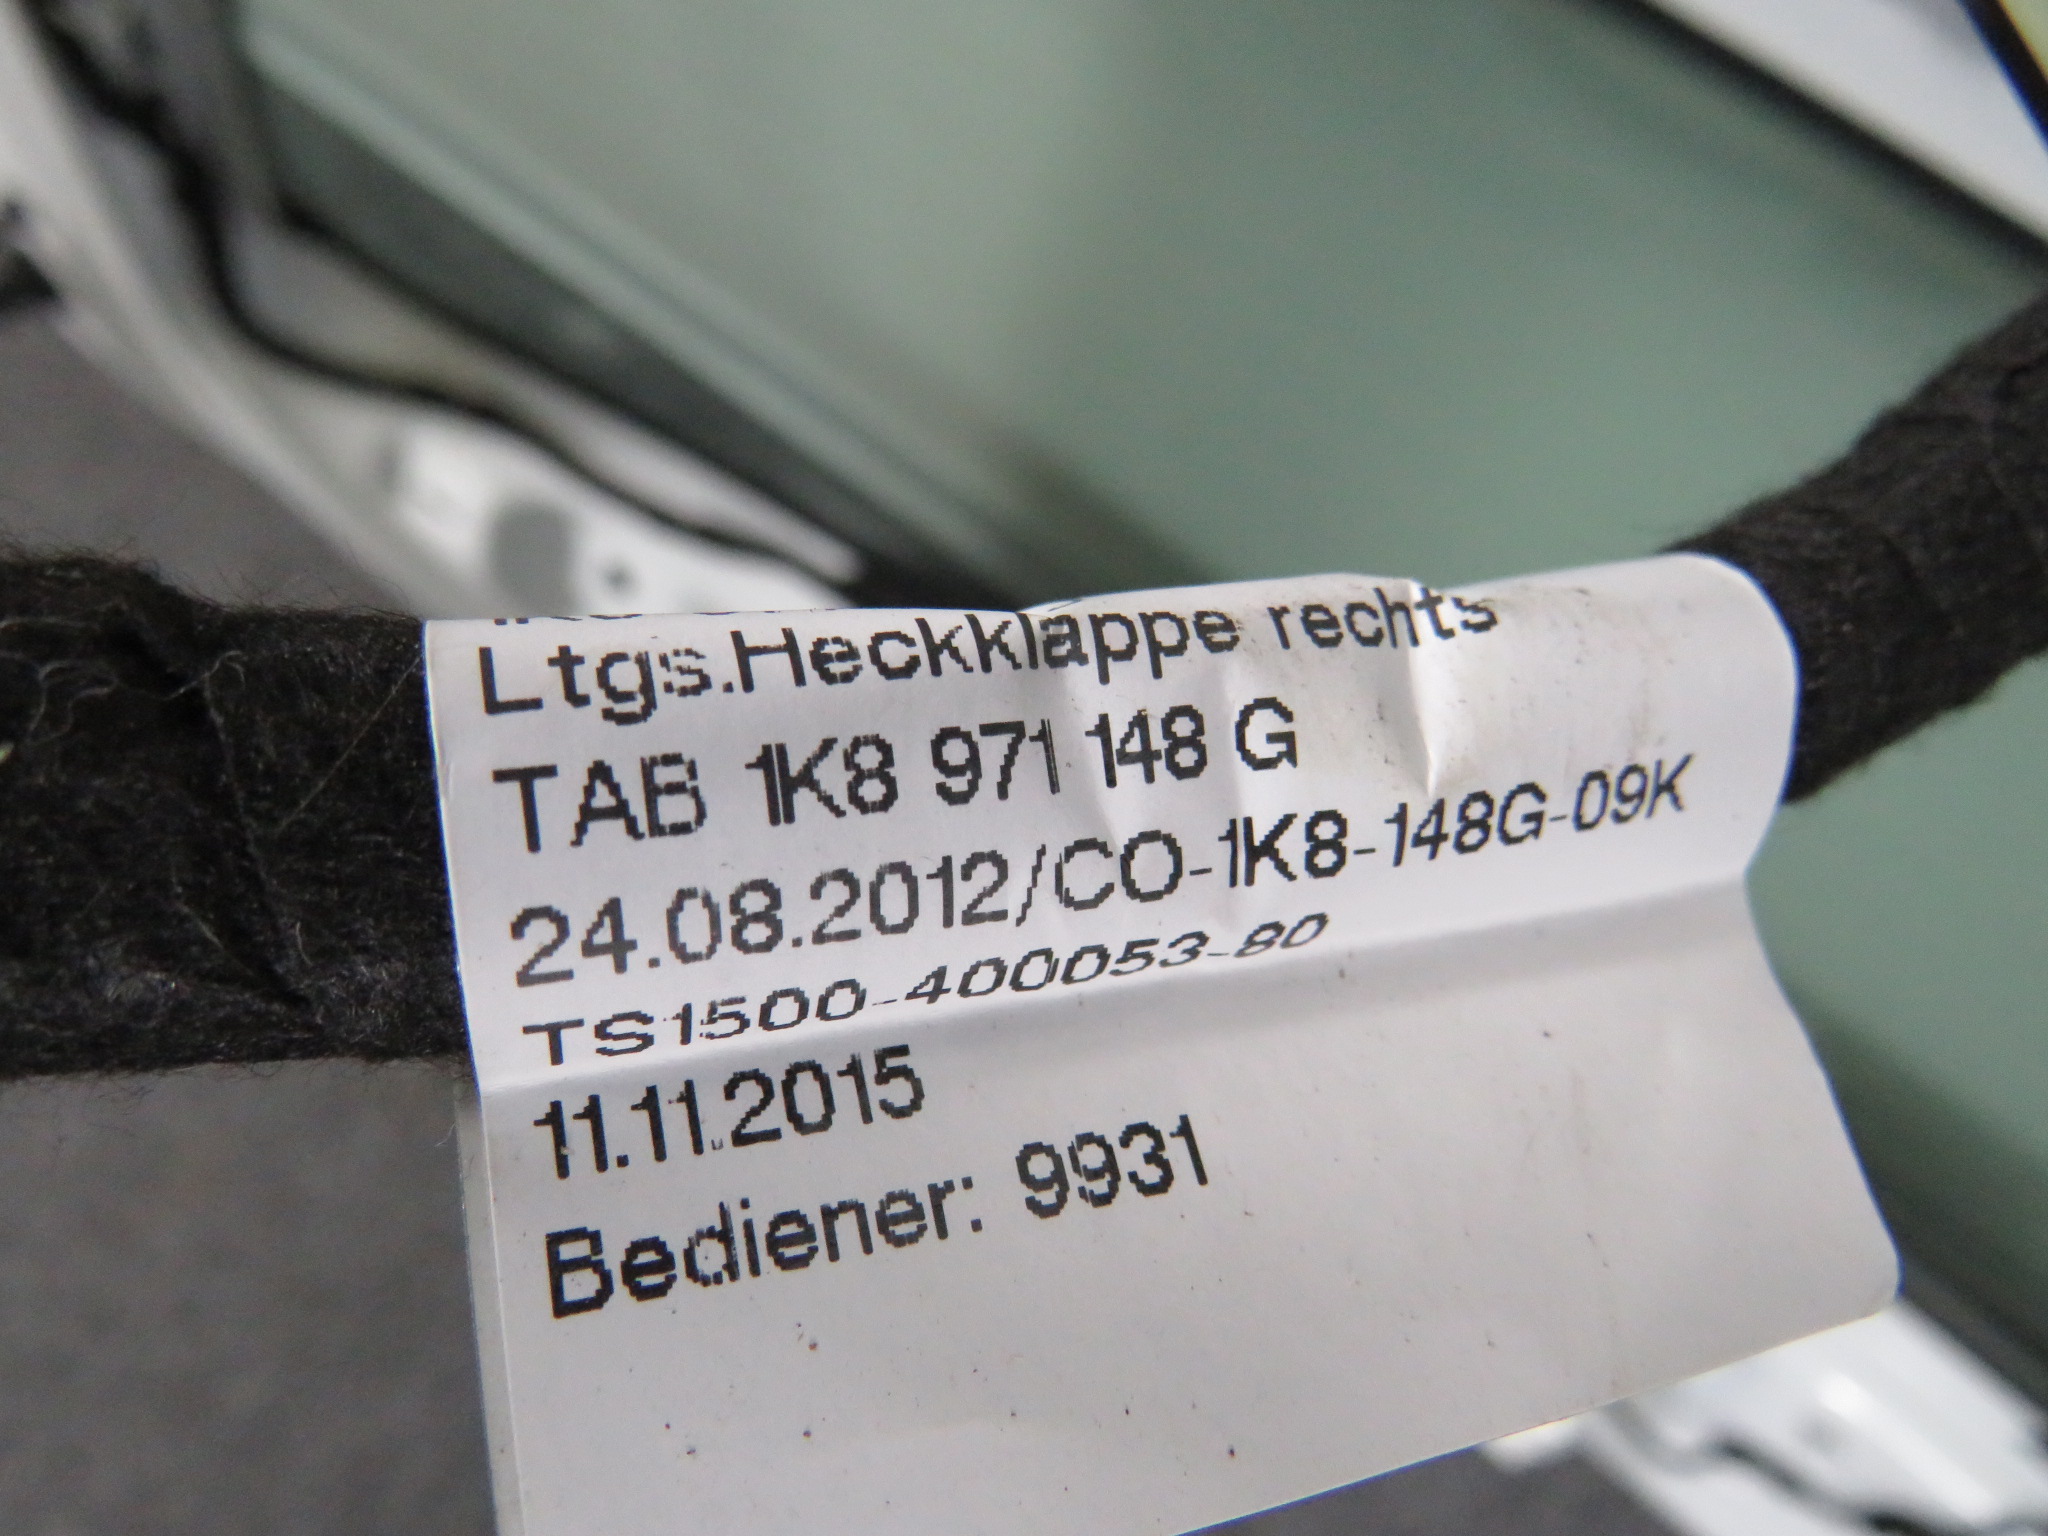 Ltgs.Heckklappe rechts
TAB 1K8 971 148 G
24.08.2012/CO-1K8-148G-09K
TS1500-400053-80
11.11.2015
Bediener: 9931